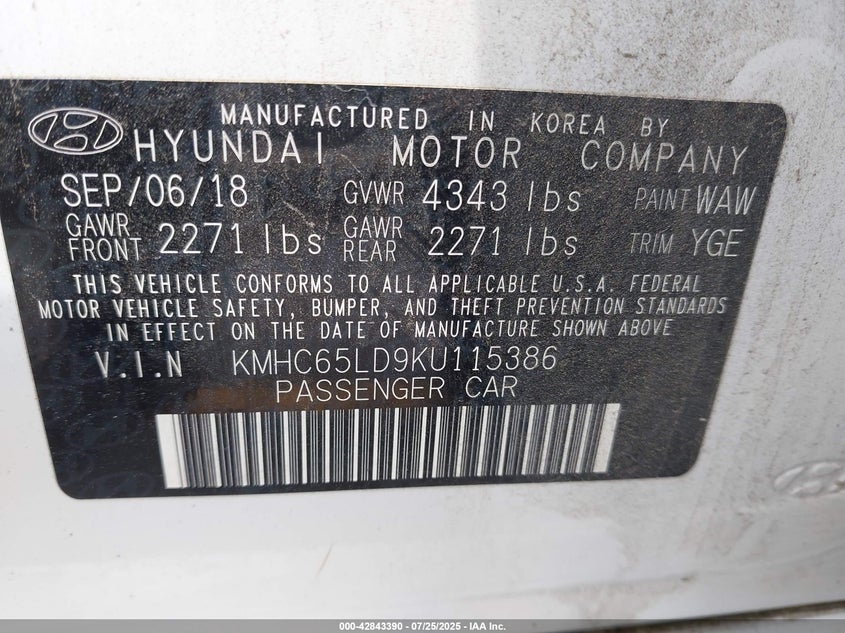 MANUFACTURED IN KOREA BY
HYUNDAI MOTOR COMPANY
SEP/06/18 GVWR 4343 lbs PAINT WAW
GAWR FRONT 2271 lbs GAWR REAR 2271 lbs TRIM YGE
THIS VEHICLE CONFORMS TO ALL APPLICABLE U.S.A. FEDERAL
MOTOR VEHICLE SAFETY, BUMPER, AND THEFT PREVENTION STANDARDS
IN EFFECT ON THE DATE OF MANUFACTURE SHOWN ABOVE
V.I.N KMHC65LD9KU115386
PASSENGER CAR
000-42843390 - 07/25/2025 - IAA Inc.